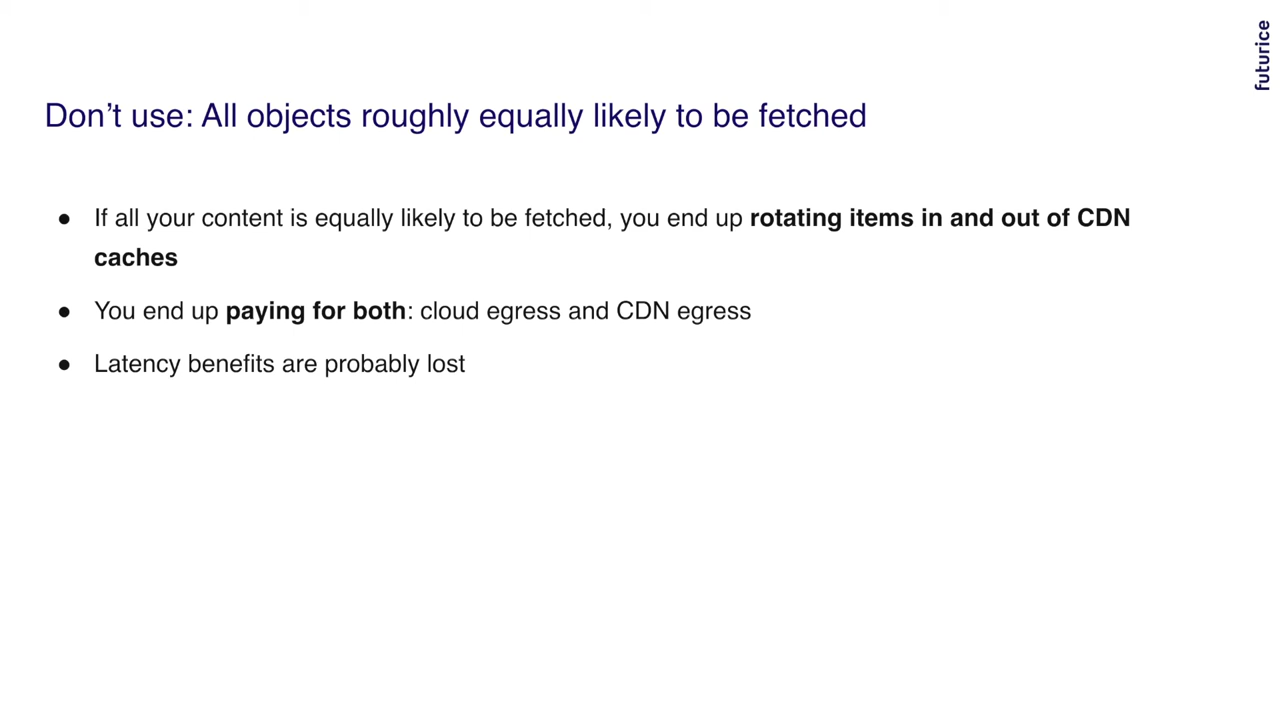 futurice
Don’t use: All objects roughly equally likely to be fetched
● If all your content is equally likely to be fetched, you end up rotating items in and out of CDN
caches
● You end up paying for both: cloud egress and CDN egress
● Latency benefits are probably lost